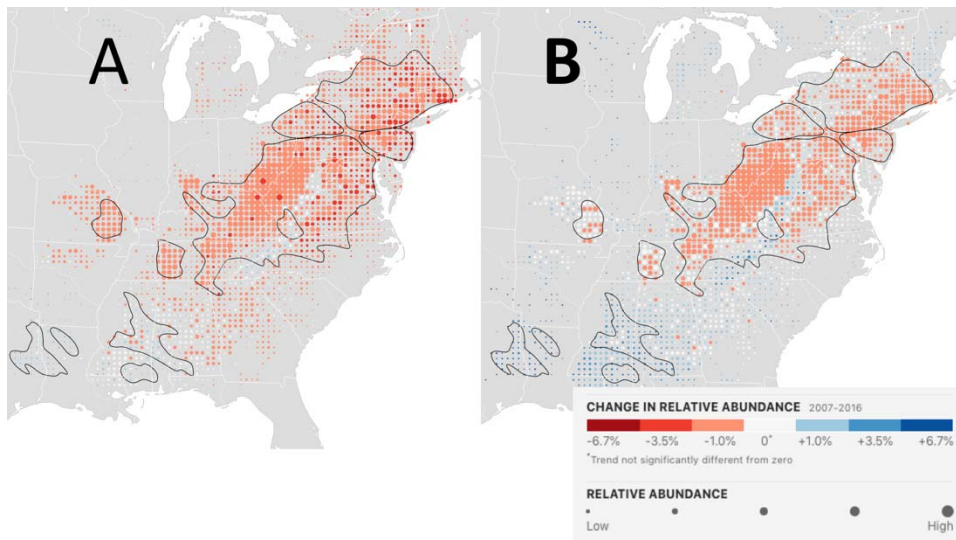 A
B
CHANGE IN RELATIVE ABUNDANCE 2007-2016
-6.7% -3.5% -1.0% 0* +1.0% +3.5% +6.7%
*Trend not significantly different from zero
RELATIVE ABUNDANCE
Low High